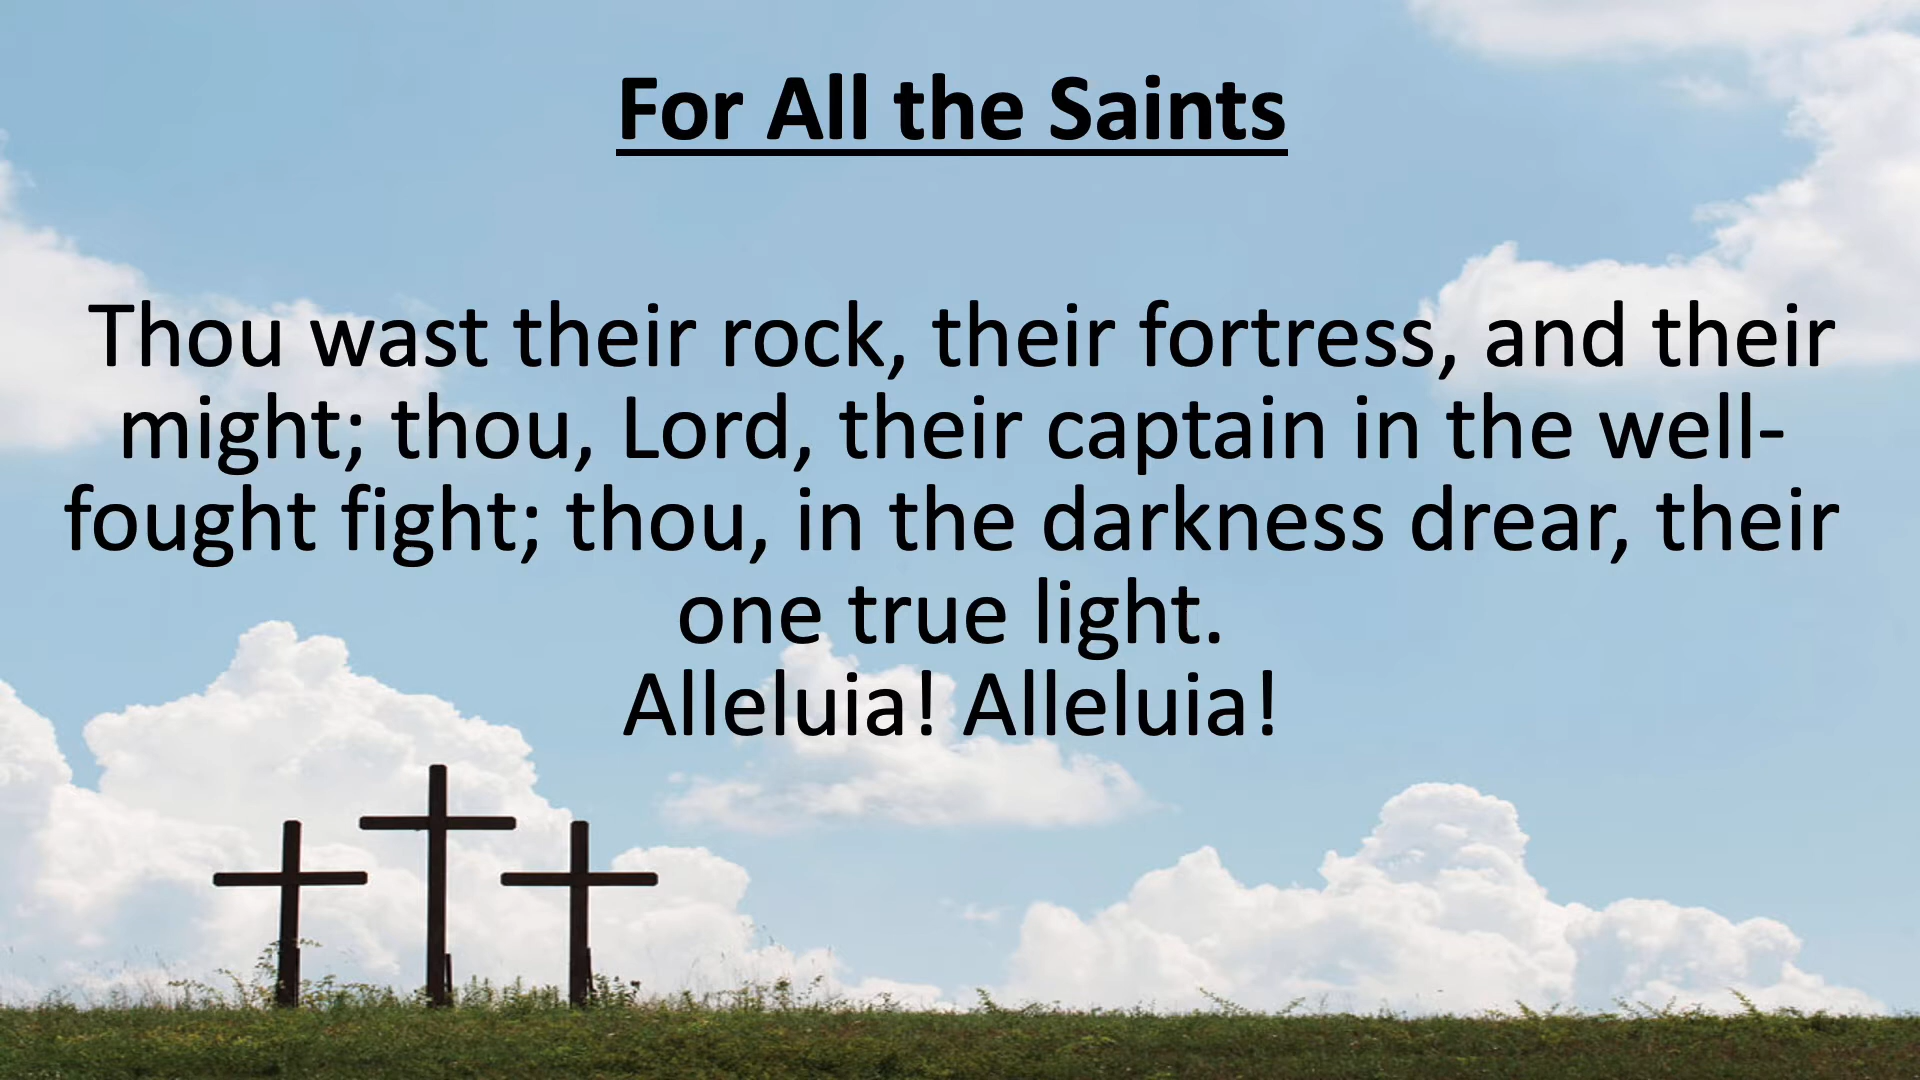 For All the Saints
Thou wast their rock, their fortress, and their
might; thou, Lord, their captain in the well-
fought fight; thou, in the darkness drear, their
one true light.
Alleluia! Alleluia!